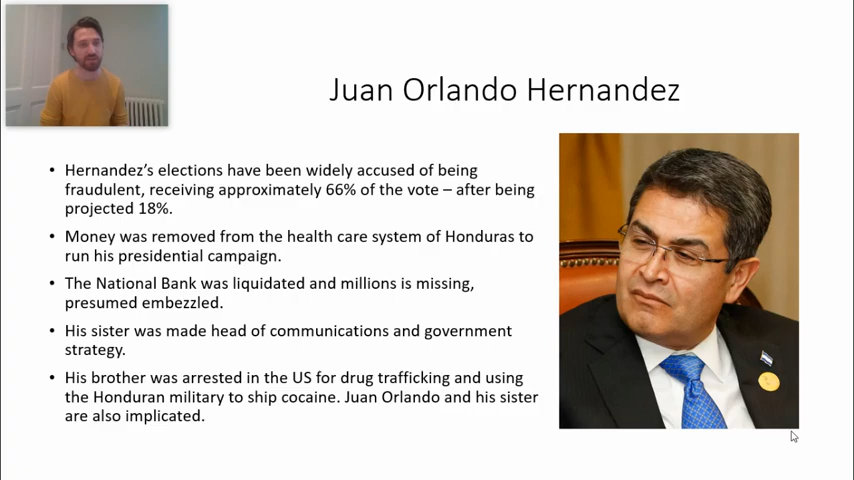 Juan Orlando Hernandez
• Hernandez's elections have been widely accused of being
fraudulent, receiving approximately 66% of the vote – after being
projected 18%.
• Money was removed from the health care system of Honduras to
run his presidential campaign.
• The National Bank was liquidated and millions is missing,
presumed embezzled.
• His sister was made head of communications and government
strategy.
• His brother was arrested in the US for drug trafficking and using
the Honduran military to ship cocaine. Juan Orlando and his sister
are also implicated.